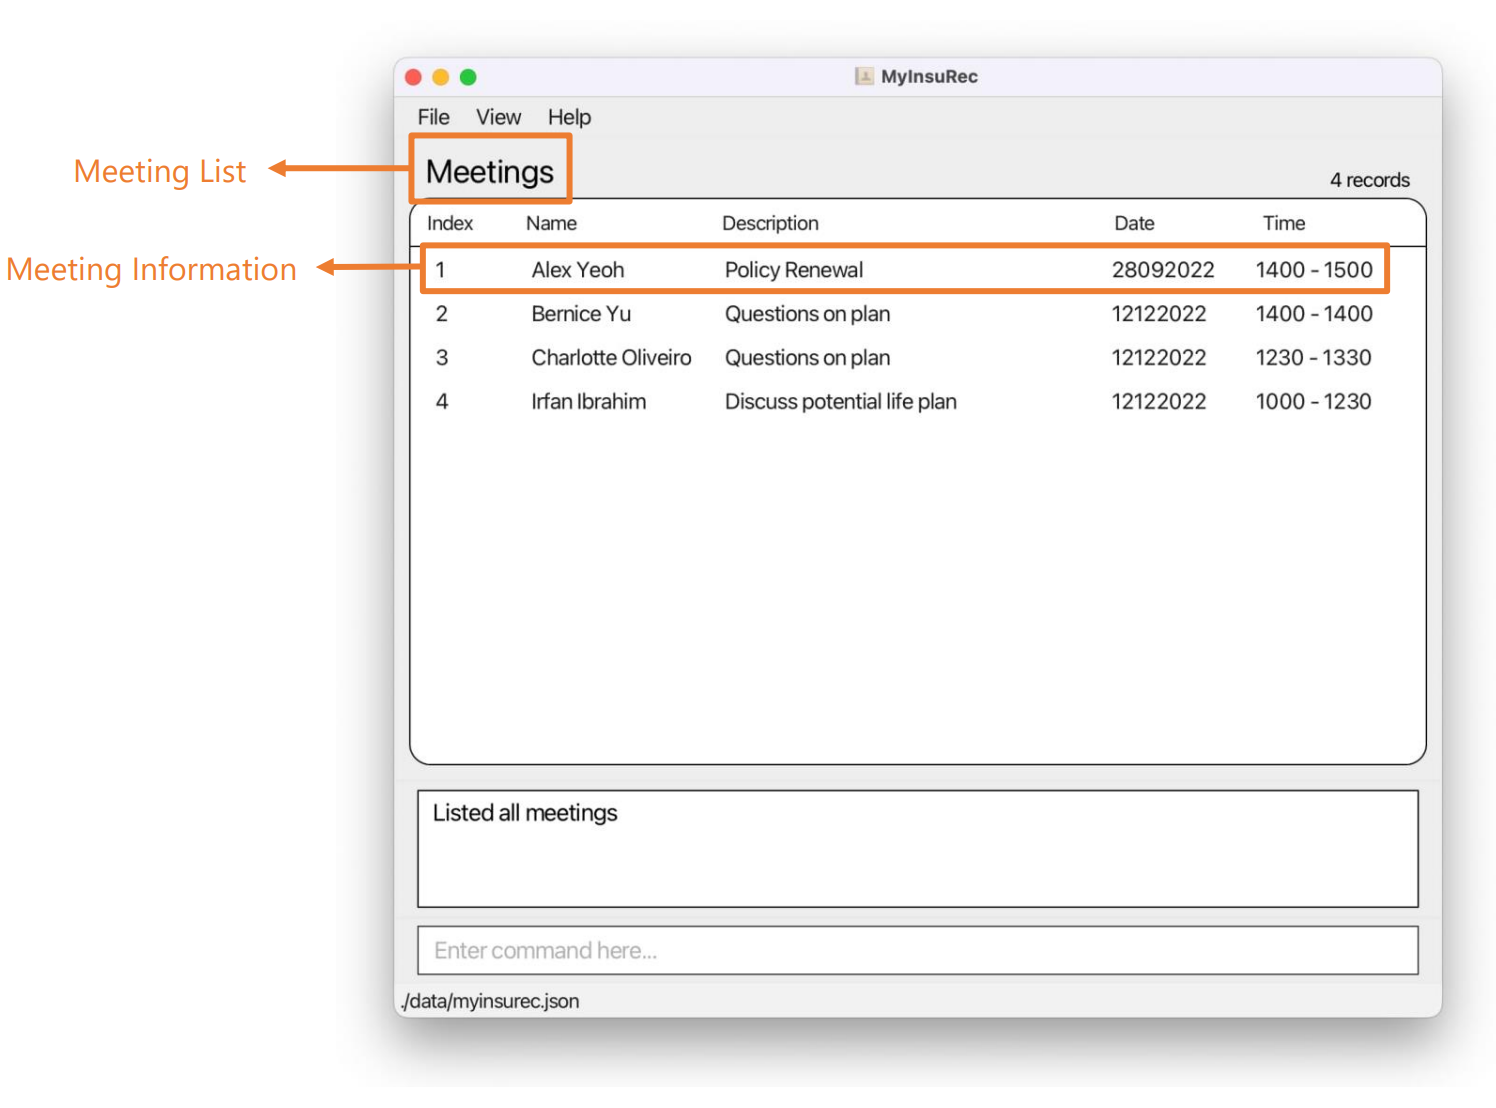 MyInsuRec
File View Help
Meeting List
Meetings
4 records
Index Name Description Date Time
Meeting Information
1 Alex Yeoh Policy Renewal 28092022 1400 - 1500
2 Bernice Yu Questions on plan 12122022 1400 - 1400
3 Charlotte Oliveiro Questions on plan 12122022 1230 - 1330
4 Irfan Ibrahim Discuss potential life plan 12122022 1000 - 1230
Listed all meetings
Enter command here...
./data/myinsurec.json